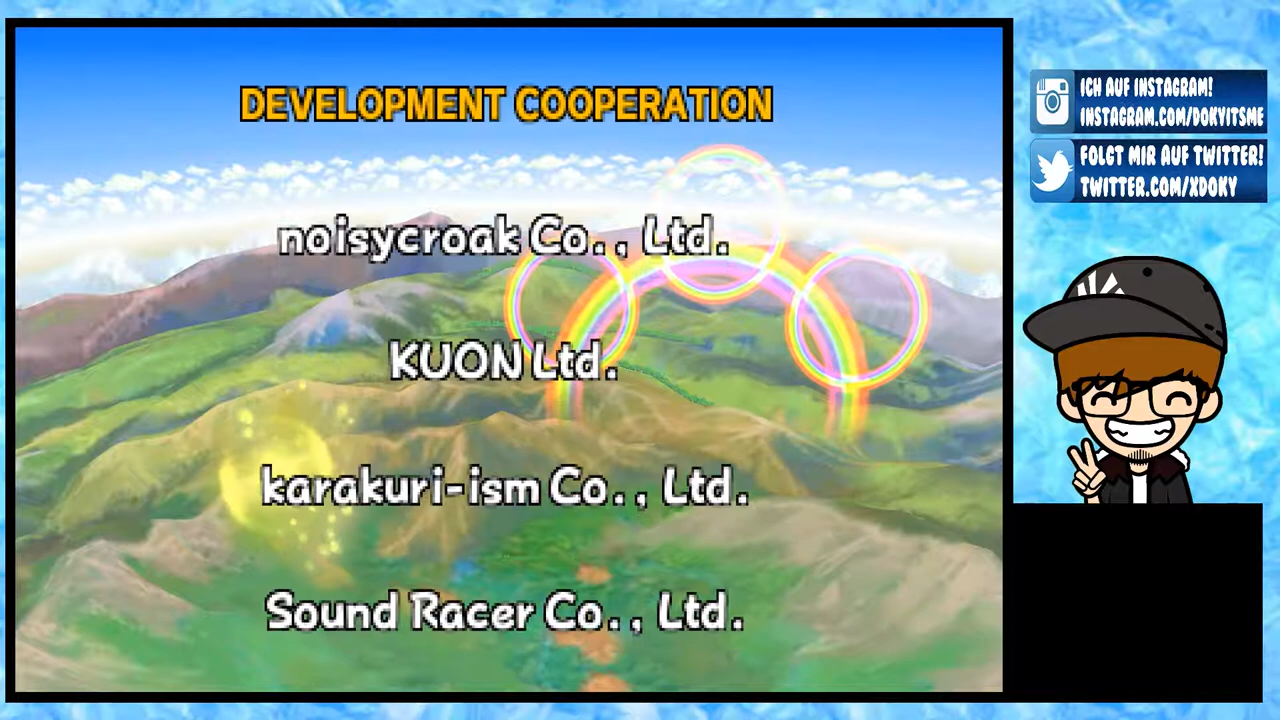 DEVELOPMENT COOPERATION
noisycroak Co., Ltd.
KUON Ltd.
karakuri-ism Co., Ltd.
Sound Racer Co., Ltd.
ICH AUF INSTAGRAM!
INSTAGRAM.COM/DOKYITSME
FOLGT MIR AUF TWITTER!
TWITTER.COM/XDOKY